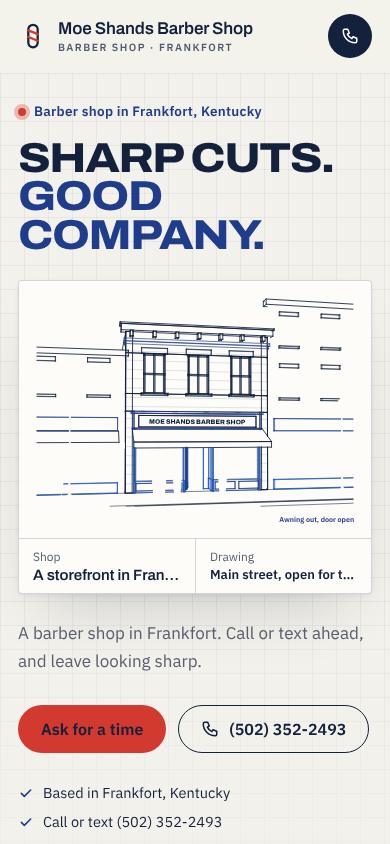 Moe Shands Barber Shop
BARBER SHOP · FRANKFORT
Barber shop in Frankfort, Kentucky
SHARP CUTS.
GOOD
COMPANY.
MOE SHANDS BARBER SHOP
Awning out, door open
Shop
A storefront in Fran...
Drawing
Main street, open for t...
A barber shop in Frankfort. Call or text ahead,
and leave looking sharp.
Ask for a time
(502) 352-2493
Based in Frankfort, Kentucky
Call or text (502) 352-2493